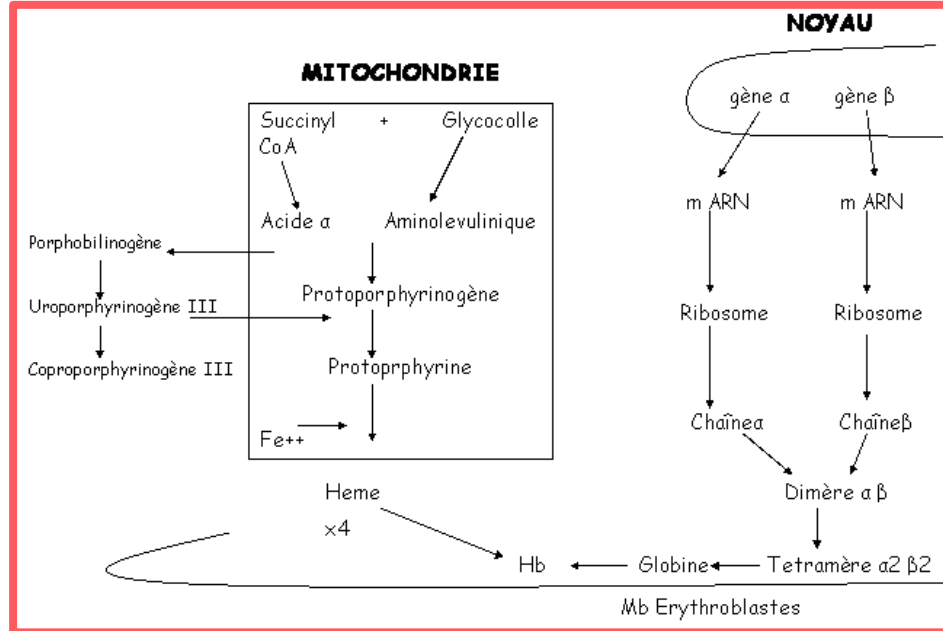 NOYAU
MITOCHONDRIE
gène α gène β
Succinyl + Glycocolle
CoA
m ARN m ARN
Acide α Aminolevulinique
Porphobilinogène
Protoporphyrinogène
Uroporphyrinogène III
Ribosome Ribosome
Coproporphyrinogène III
Protoprphyrine
Chaîneα Chaîneβ
Fe++
Heme
Dimère α β
x4
Hb Globine Tetramère α2 β2
Mb Erythroblastes